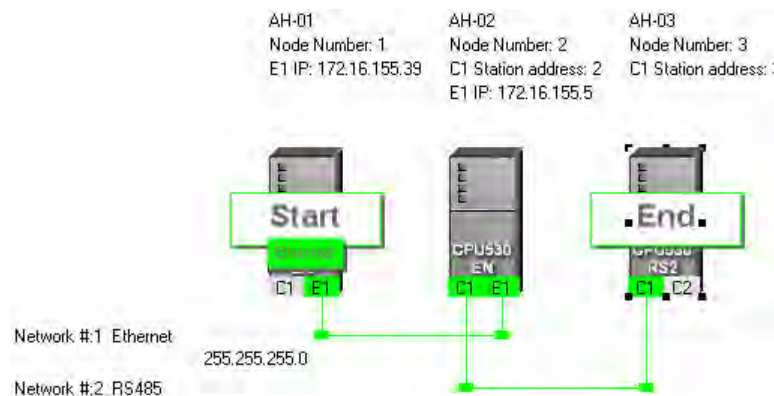 AH-01
Node Number: 1
E1 IP: 172.16.155.39
AH-02
Node Number: 2
C1 Station address: 2
E1 IP: 172.16.155.5
AH-03
Node Number: 3
C1 Station address:
Start
C1 E1
CPU530
EN
C1 E1
End
CPU530
RS2
C1 C2
Network #:1 Ethernet
255.255.255.0
Network #:2 RS485